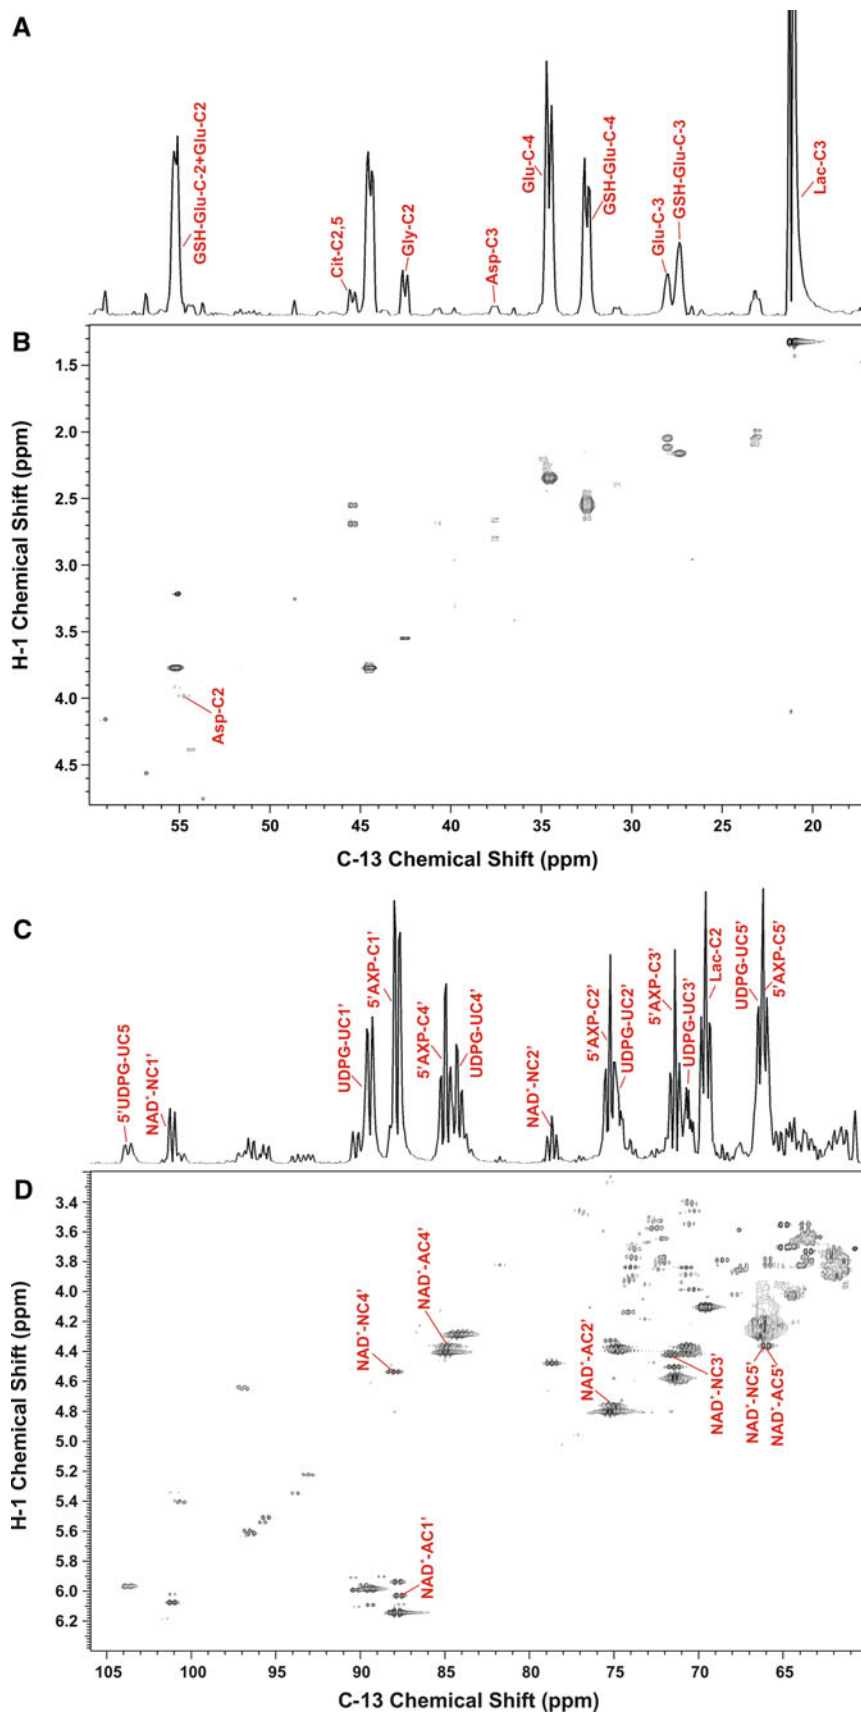 A
GSH-Glu-C-2+Glu-C2
Cit-C2,5
Gly-C2
Asp-C3
Glu-C-4
GSH-Glu-C-4
Glu-C-3
GSH-Glu-C-3
Lac-C3
B
H-1 Chemical Shift (ppm)
1.5
2.0
2.5
3.0
3.5
4.0
4.5
Asp-C2
55
50
45
40
35
30
25
20
C-13 Chemical Shift (ppm)
C
5'UDPG-UC5
NAD⁺-NC1'
UDPG-UC1'
5'AXP-C1'
5'AXP-C4'
UDPG-UC4'
NAD⁺-NC2'
5'AXP-C2'
UDPG-UC2'
5'AXP-C3'
UDPG-UC3'
Lac-C2
UDPG-UC5'
5'AXP-C5'
D
H-1 Chemical Shift (ppm)
3.4
3.6
3.8
4.0
4.2
4.4
4.6
4.8
5.0
5.2
5.4
5.6
5.8
6.0
6.2
NAD⁺-NC4'
NAD⁺-AC4'
NAD⁺-AC2'
NAD⁺-NC3'
NAD⁺-NC5'
NAD⁺-AC5'
NAD⁺-AC1'
105
100
95
90
85
80
75
70
65
C-13 Chemical Shift (ppm)